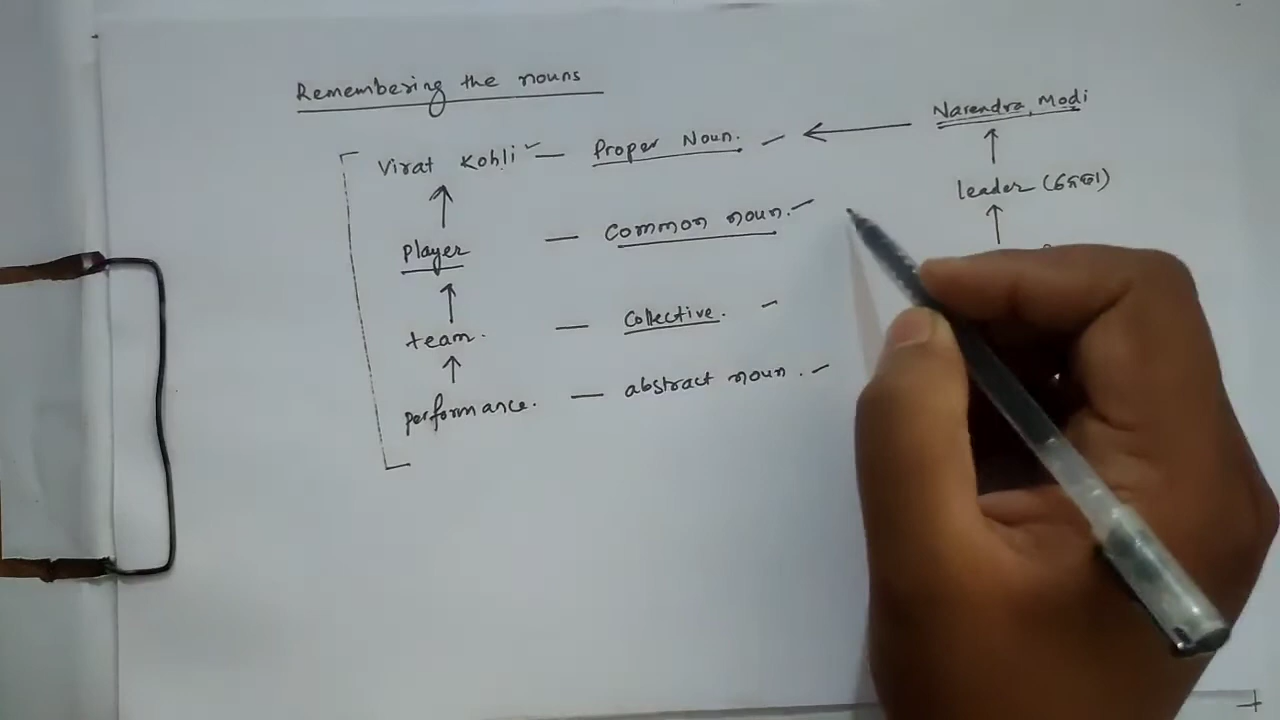 Remembering the nouns
Virat Kohli — Proper Noun.
Player — Common noun.
team. — Collective.
performance. — abstract noun.
Narendra Modi
leader (ନେତା)